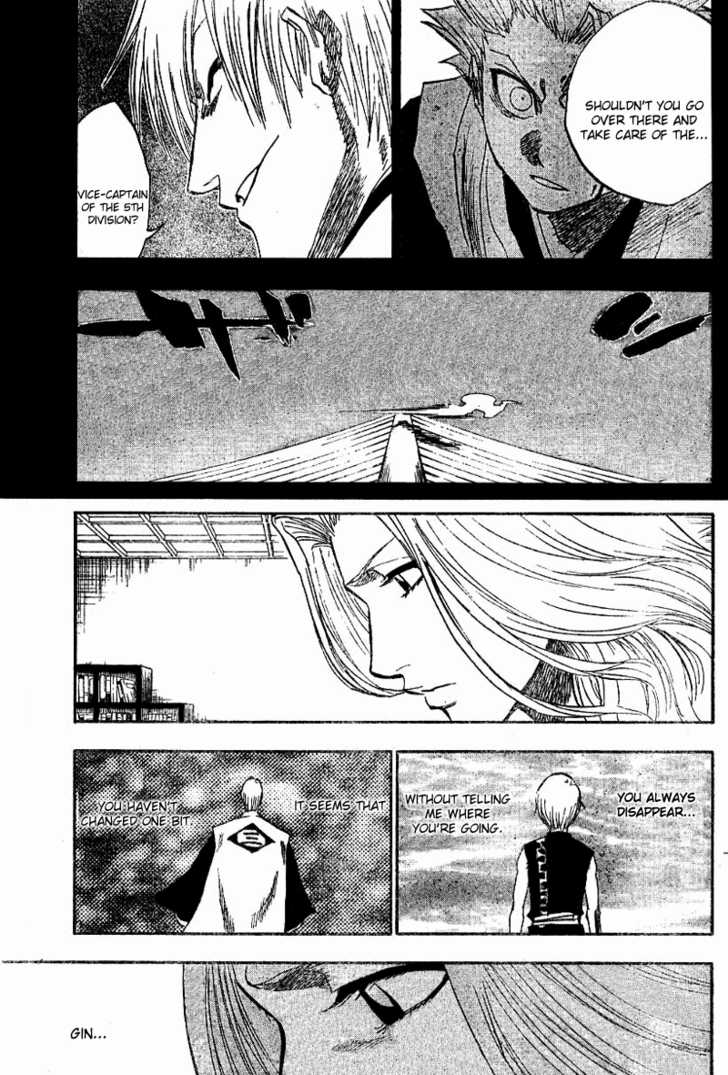 SHOULDN'T YOU GO
OVER THERE AND
TAKE CARE OF THE...
VICE-CAPTAIN
OF THE 5TH
DIVISION?
YOU ALWAYS
DISAPPEAR...
WITHOUT TELLING
ME WHERE
YOU'RE GOING.
IT SEEMS THAT
YOU HAVEN'T
CHANGED ONE BIT.
GIN...